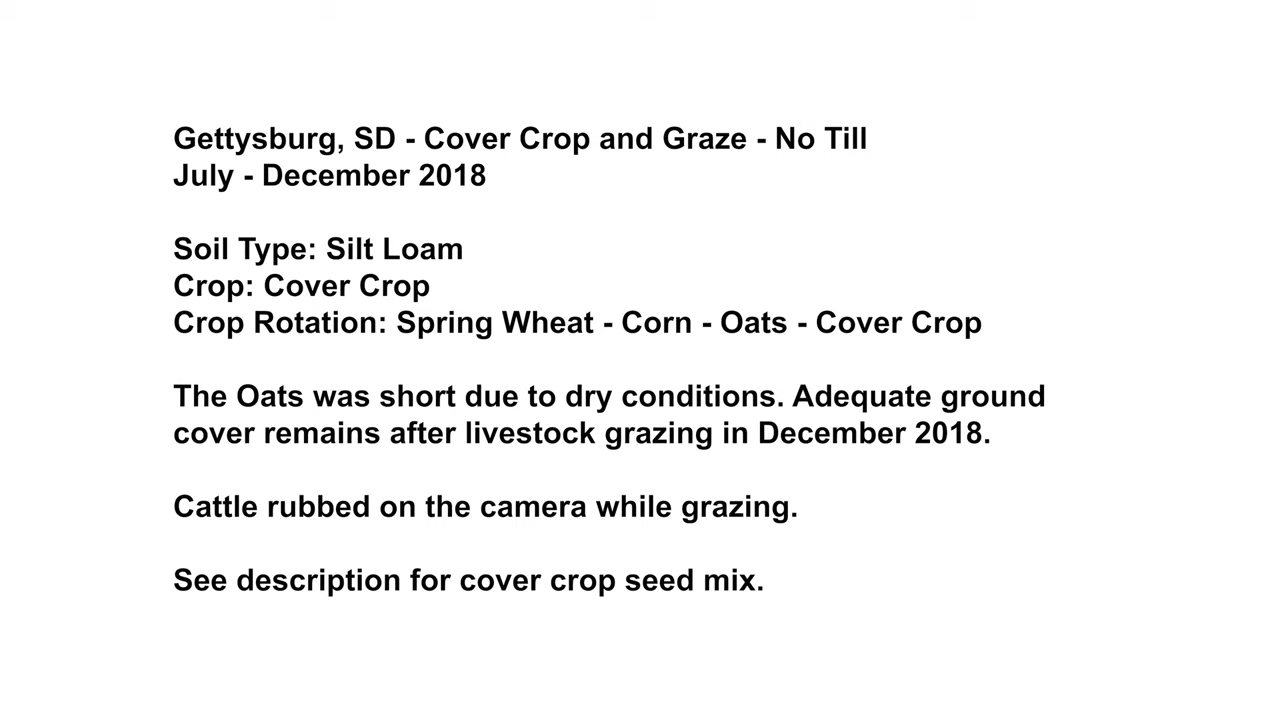 Gettysburg, SD - Cover Crop and Graze - No Till
July - December 2018
Soil Type: Silt Loam
Crop: Cover Crop
Crop Rotation: Spring Wheat - Corn - Oats - Cover Crop
The Oats was short due to dry conditions. Adequate ground
cover remains after livestock grazing in December 2018.
Cattle rubbed on the camera while grazing.
See description for cover crop seed mix.